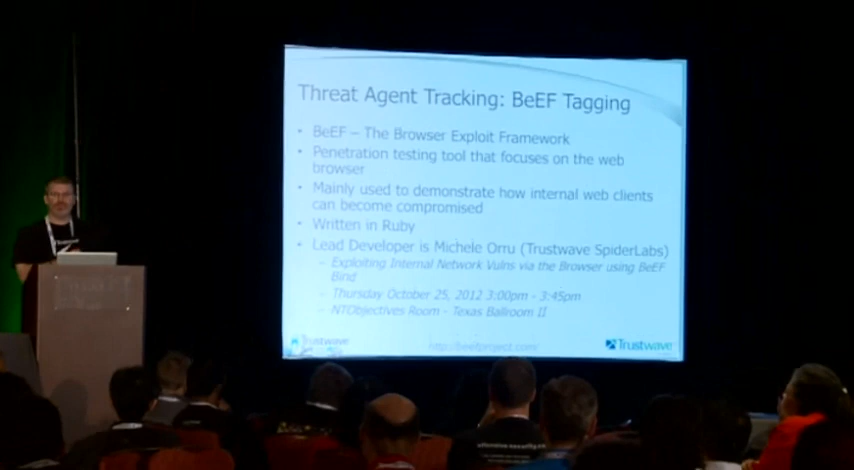 Threat Agent Tracking: BeEF Tagging
• BeEF – The Browser Exploit Framework
• Penetration testing tool that focuses on the web
browser
• Mainly used to demonstrate how internal web clients
can become compromised
• Written in Ruby
• Lead Developer is Michele Orru (Trustwave SpiderLabs)
– Exploiting Internal Network Vulns via the Browser using BeEF
Bind
– Thursday October 25, 2012 3:00pm - 3:45pm
– NTObjectives Room - Texas Ballroom II
Trustwave
http://beefproject.com/
Trustwave